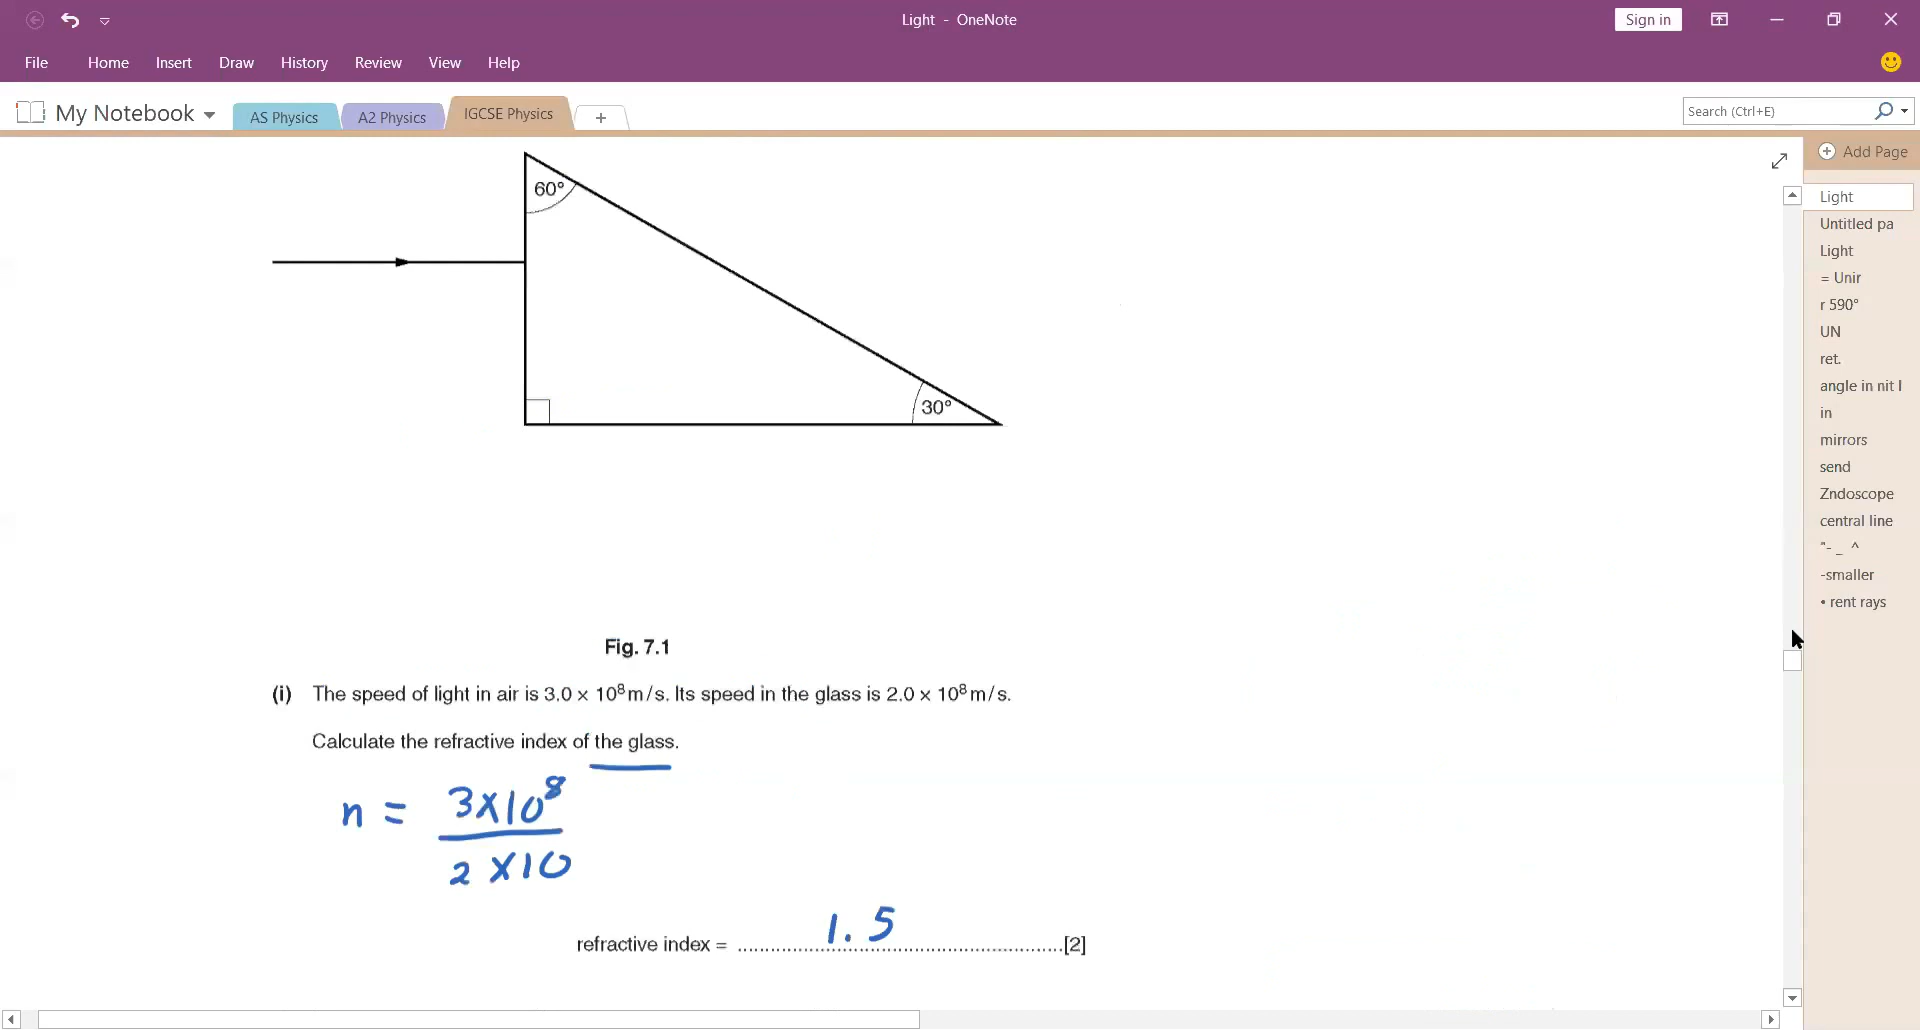 Light - OneNote
Sign in
File Home Insert Draw History Review View Help
My Notebook
AS Physics
A2 Physics
IGCSE Physics
Search (Ctrl+E)
Add Page
Light
Untitled pa
Light
= Unir
r 590°
UN
ret.
angle in nit I
in
mirrors
send
Zndoscope
central line
"- _ ^
-smaller
• rent rays
60°
30°
Fig. 7.1
(i) The speed of light in air is 3.0 × 10⁸ m/s. Its speed in the glass is 2.0 × 10⁸ m/s.
Calculate the refractive index of the glass.
n = 3×10⁸
2 ×10
1.5
refractive index = ......................................................[2]